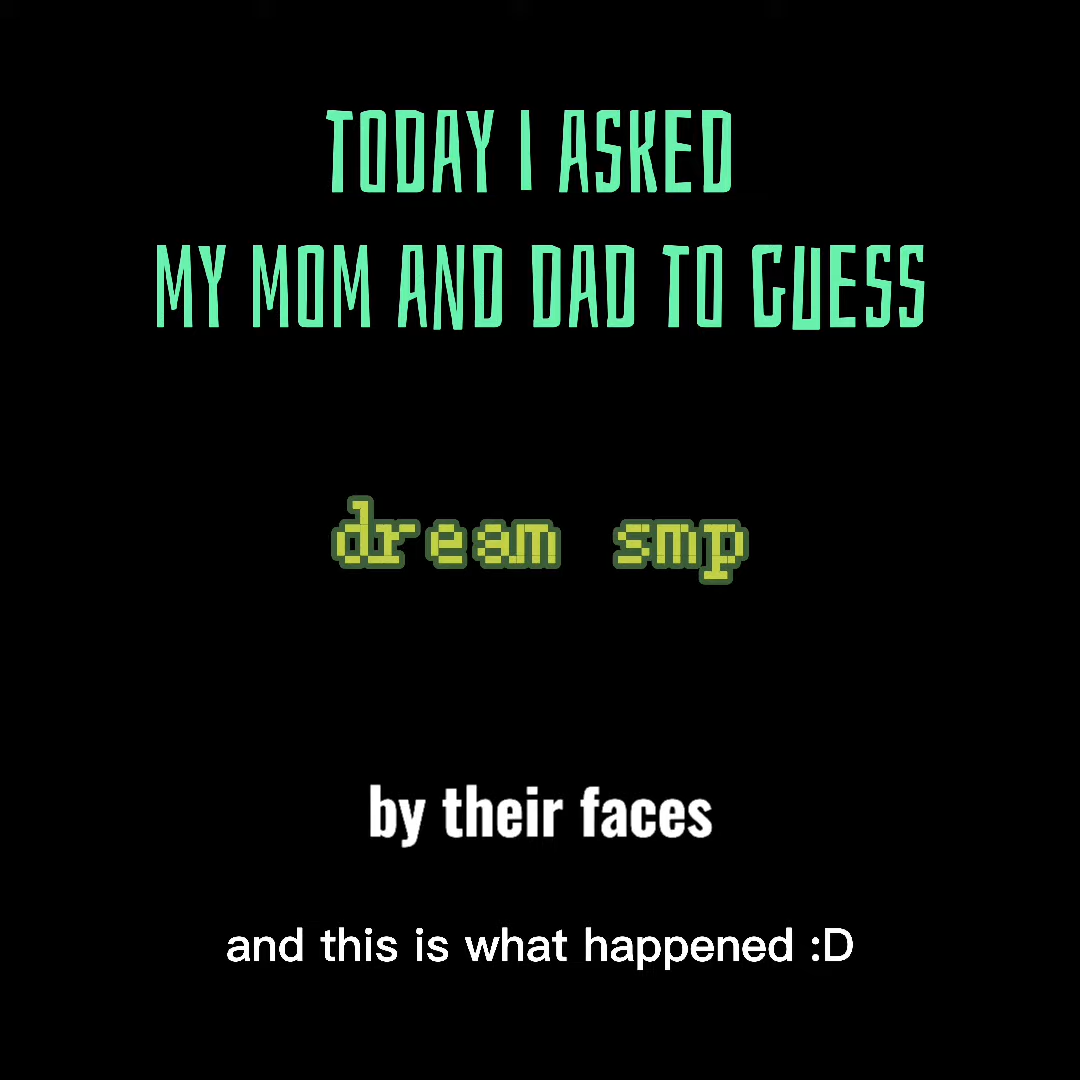 TODAY I ASKED
MY MOM AND DAD TO GUESS
dream smp
by their faces
and this is what happened :D